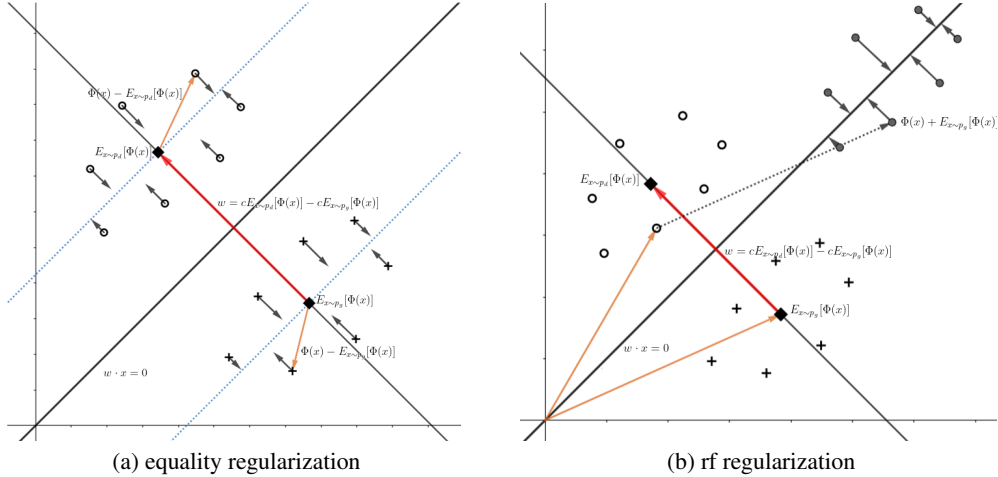 Φ(x) − E_{x∼p_d}[Φ(x)]
E_{x∼p_d}[Φ(x)]
w = cE_{x∼p_d}[Φ(x)] − cE_{x∼p_g}[Φ(x)]
E_{x∼p_g}[Φ(x)]
Φ(x) − E_{x∼p_g}[Φ(x)]
w · x = 0
(a) equality regularization
Φ(x) + E_{x∼p_g}[Φ(x)]
E_{x∼p_d}[Φ(x)]
w = cE_{x∼p_d}[Φ(x)] − cE_{x∼p_g}[Φ(x)]
E_{x∼p_g}[Φ(x)]
w · x = 0
(b) rf regularization